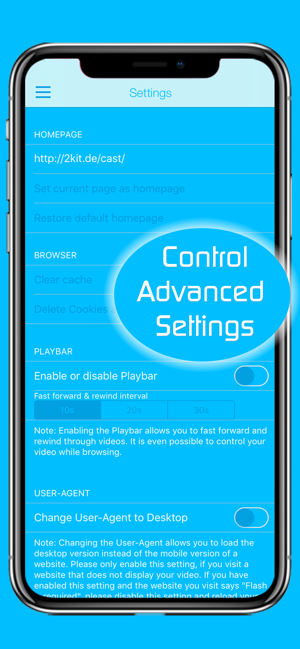 Settings
HOMEPAGE
http://2kit.de/cast/
Set current page as homepage
Restore default homepage
BROWSER
Clear cache
Delete Cookies
Control
Advanced
Settings
PLAYBAR
Enable or disable Playbar
Fast forward & rewind interval
10s 20s 30s
Note: Enabling the Playbar allows you to fast forward and
rewind through videos. It is even possible to control your
video while browsing.
USER-AGENT
Change User-Agent to Desktop
Note: Changing the User-Agent allows you to load the
desktop version instead of the mobile version of a
website. Please only enable this setting, if you visit a
website that does not display your video. If you have
enabled this setting and the website you visit says "Flash
required", please disable this setting and reload your